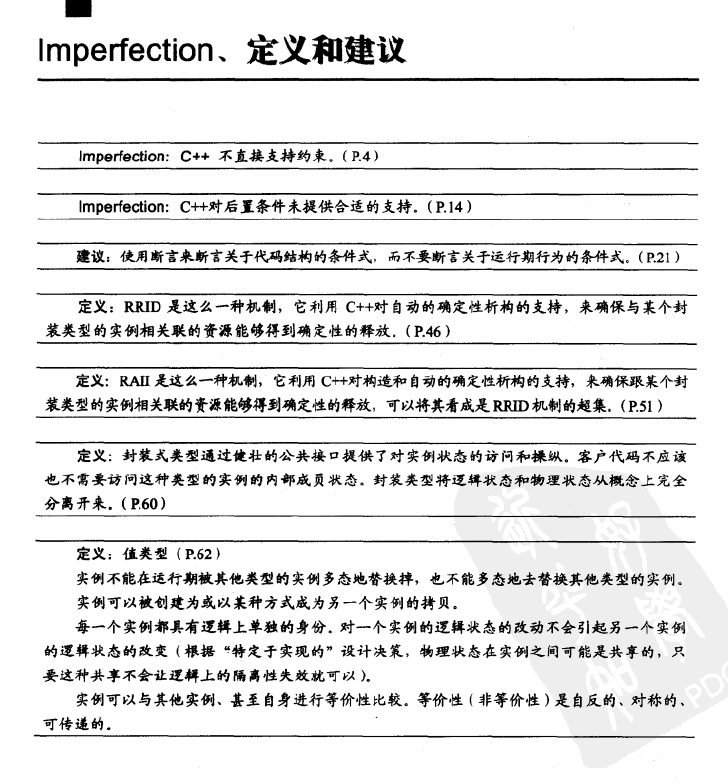 Imperfection、定义和建议
Imperfection: C++ 不直接支持约束。（P.4）
Imperfection: C++对后置条件未提供合适的支持。（P.14）
建议：使用断言来断言关于代码结构的条件式，而不要断言关于运行期行为的条件式。（P.21）
定义：RRID 是这么一种机制，它利用 C++对自动的确定性析构的支持，来确保与某个封
装类型的实例相关联的资源能够得到确定性的释放。（P.46）
定义：RAII 是这么一种机制，它利用 C++对构造和自动的确定性析构的支持，来确保跟某个封
装类型的实例相关联的资源能够得到确定性的释放，可以将其看成是 RRID 机制的超集。（P.51）
定义：封装式类型通过健壮的公共接口提供了对实例状态的访问和操纵。客户代码不应该
也不需要访问这种类型的实例的内部成员状态。封装类型将逻辑状态和物理状态从概念上完全
分离开来。（P.60）
定义：值类型（P.62）
实例不能在运行期被其他类型的实例多态地替换掉，也不能多态地去替换其他类型的实例。
实例可以被创建为或以某种方式成为另一个实例的拷贝。
每一个实例都具有逻辑上单独的身份。对一个实例的逻辑状态的改动不会引起另一个实例
的逻辑状态的改变（根据“特定于实现的”设计决策，物理状态在实例之间可能是共享的，只
要这种共享不会让逻辑上的隔离性失效就可以）。
实例可以与其他实例、甚至自身进行等价性比较。等价性（非等价性）是自反的、对称的、
可传递的。